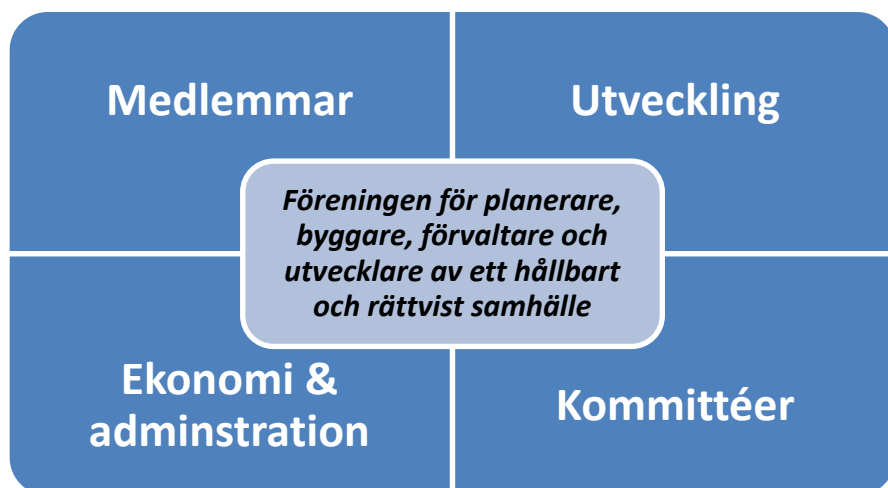 Medlemmar
Utveckling
Föreningen för planerare,
byggare, förvaltare och
utvecklare av ett hållbart
och rättvist samhälle
Ekonomi &
adminstration
Kommittéer